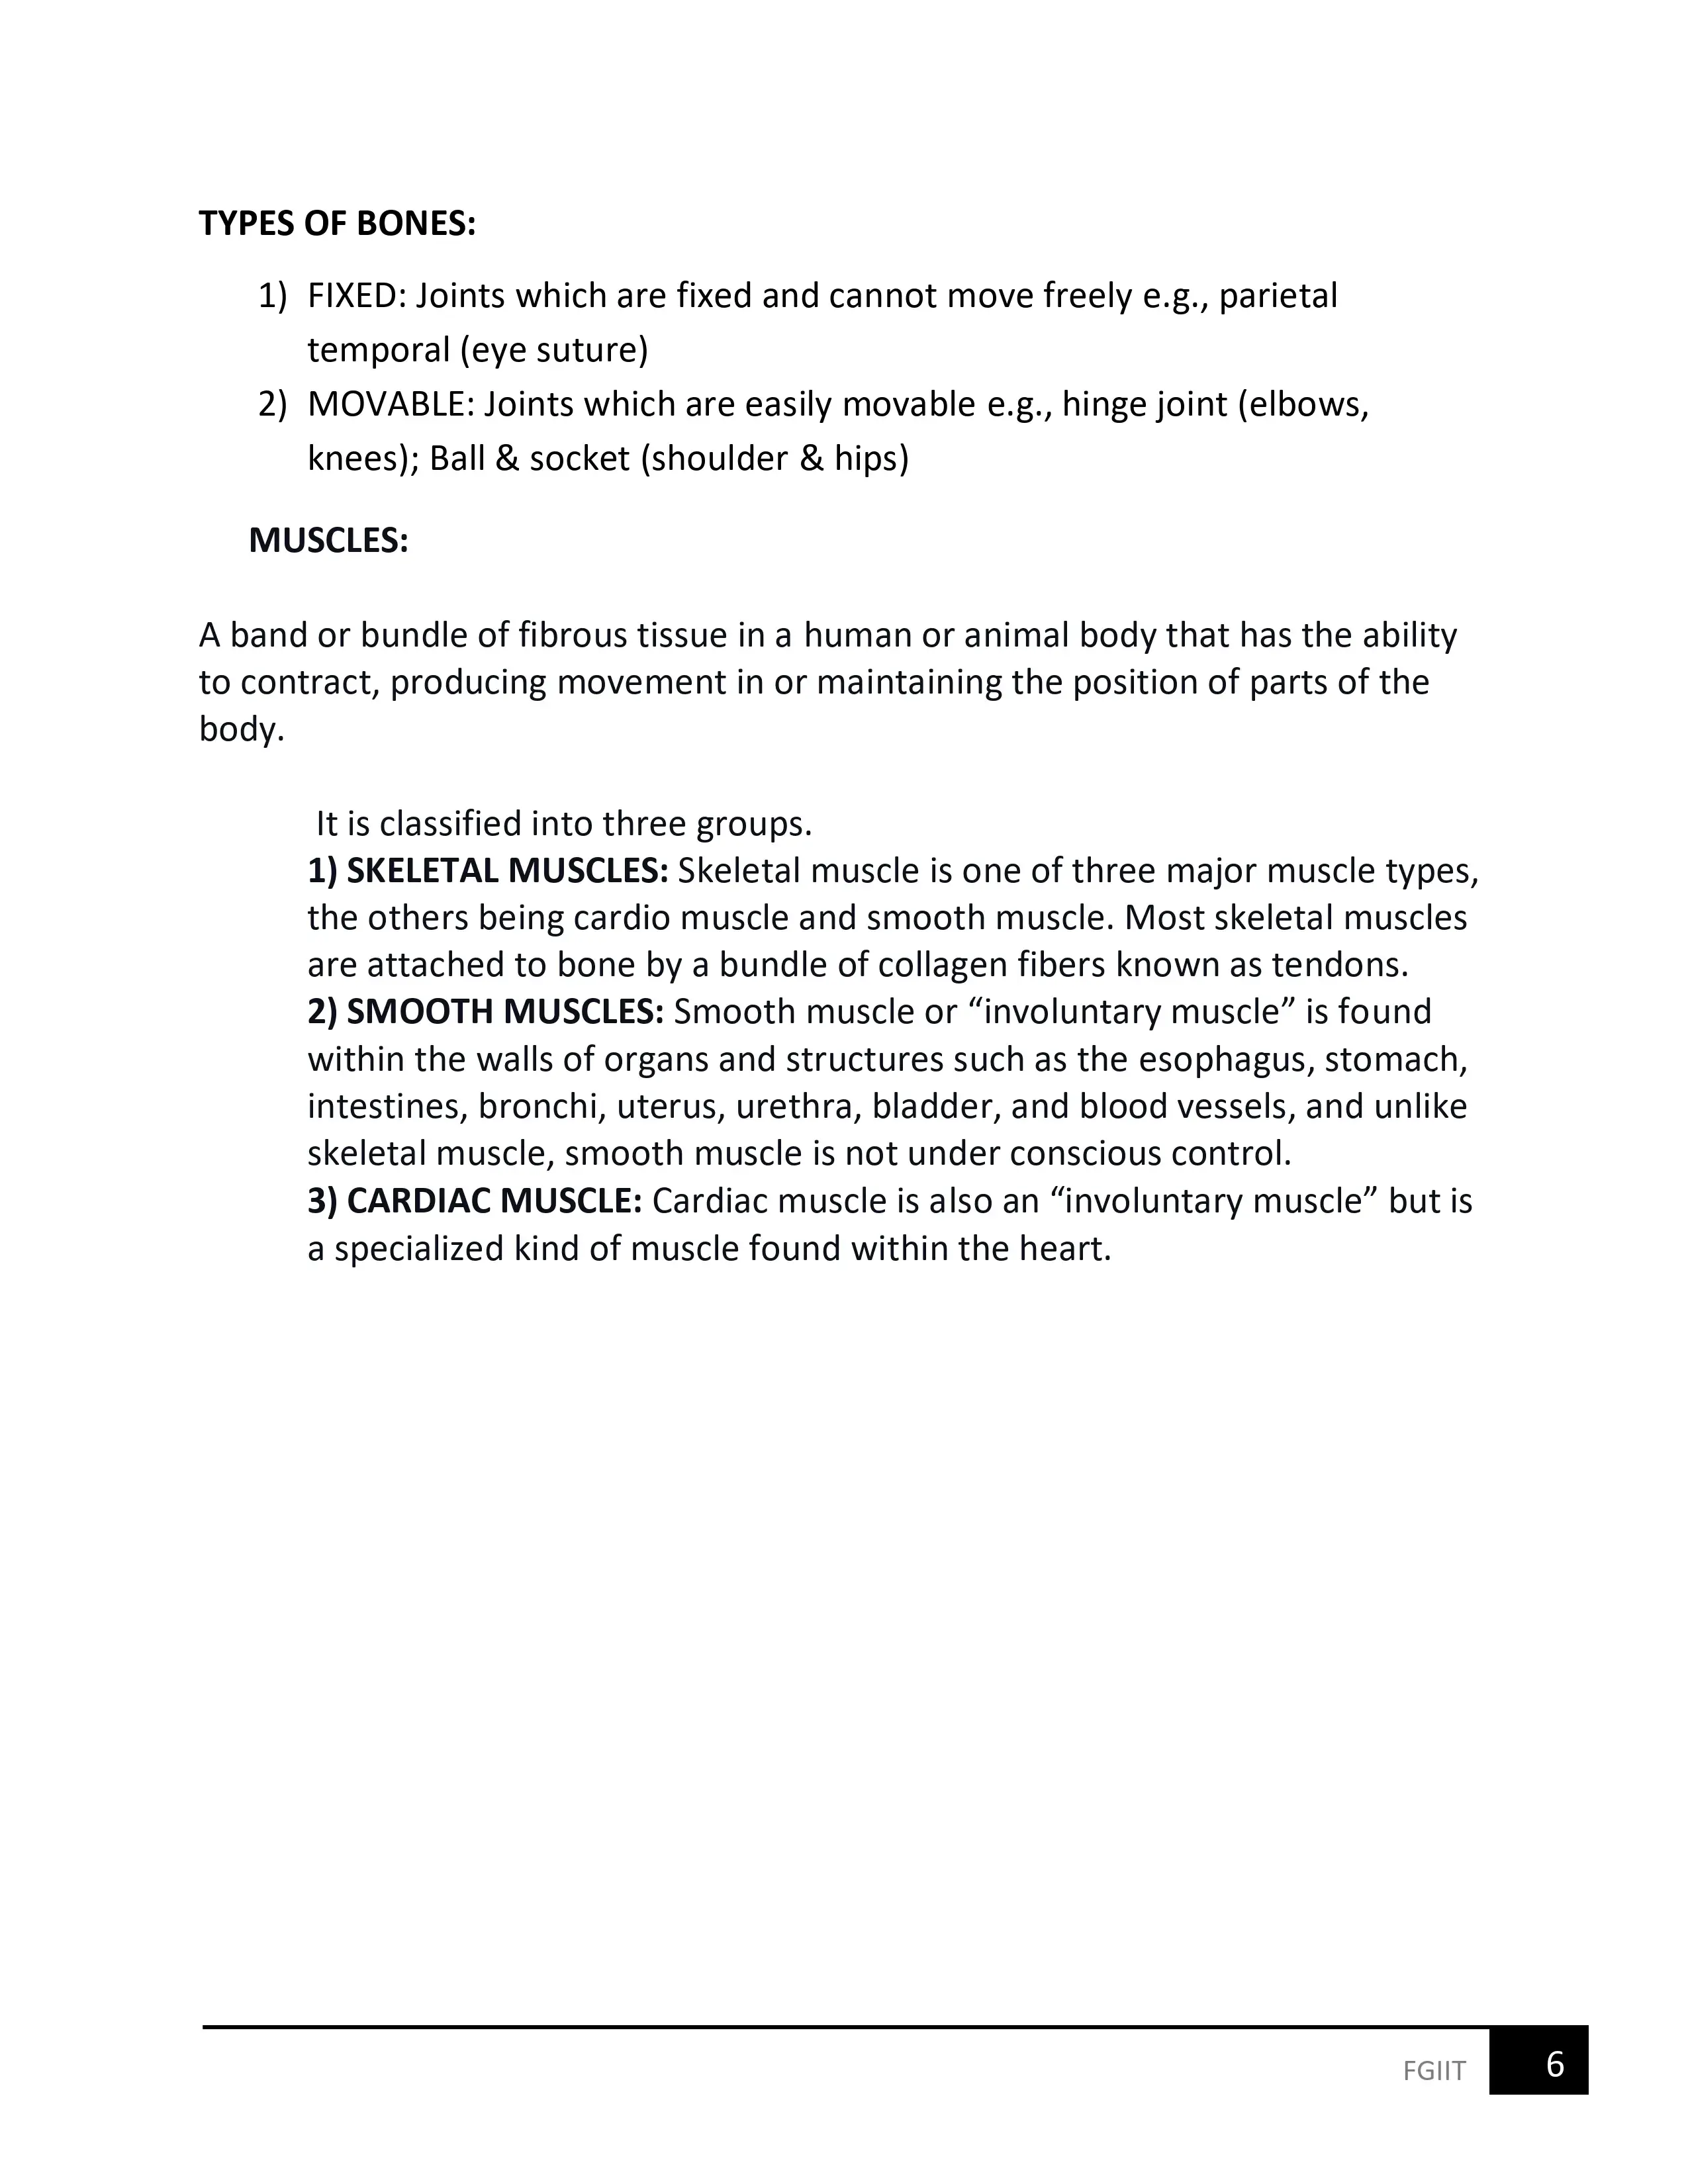 TYPES OF BONES:
1) FIXED: Joints which are fixed and cannot move freely e.g., parietal
temporal (eye suture)
2) MOVABLE: Joints which are easily movable e.g., hinge joint (elbows,
knees); Ball & socket (shoulder & hips)
MUSCLES:
A band or bundle of fibrous tissue in a human or animal body that has the ability
to contract, producing movement in or maintaining the position of parts of the
body.
It is classified into three groups.
1) SKELETAL MUSCLES: Skeletal muscle is one of three major muscle types,
the others being cardio muscle and smooth muscle. Most skeletal muscles
are attached to bone by a bundle of collagen fibers known as tendons.
2) SMOOTH MUSCLES: Smooth muscle or “involuntary muscle” is found
within the walls of organs and structures such as the esophagus, stomach,
intestines, bronchi, uterus, urethra, bladder, and blood vessels, and unlike
skeletal muscle, smooth muscle is not under conscious control.
3) CARDIAC MUSCLE: Cardiac muscle is also an “involuntary muscle” but is
a specialized kind of muscle found within the heart.
FGIIT 6